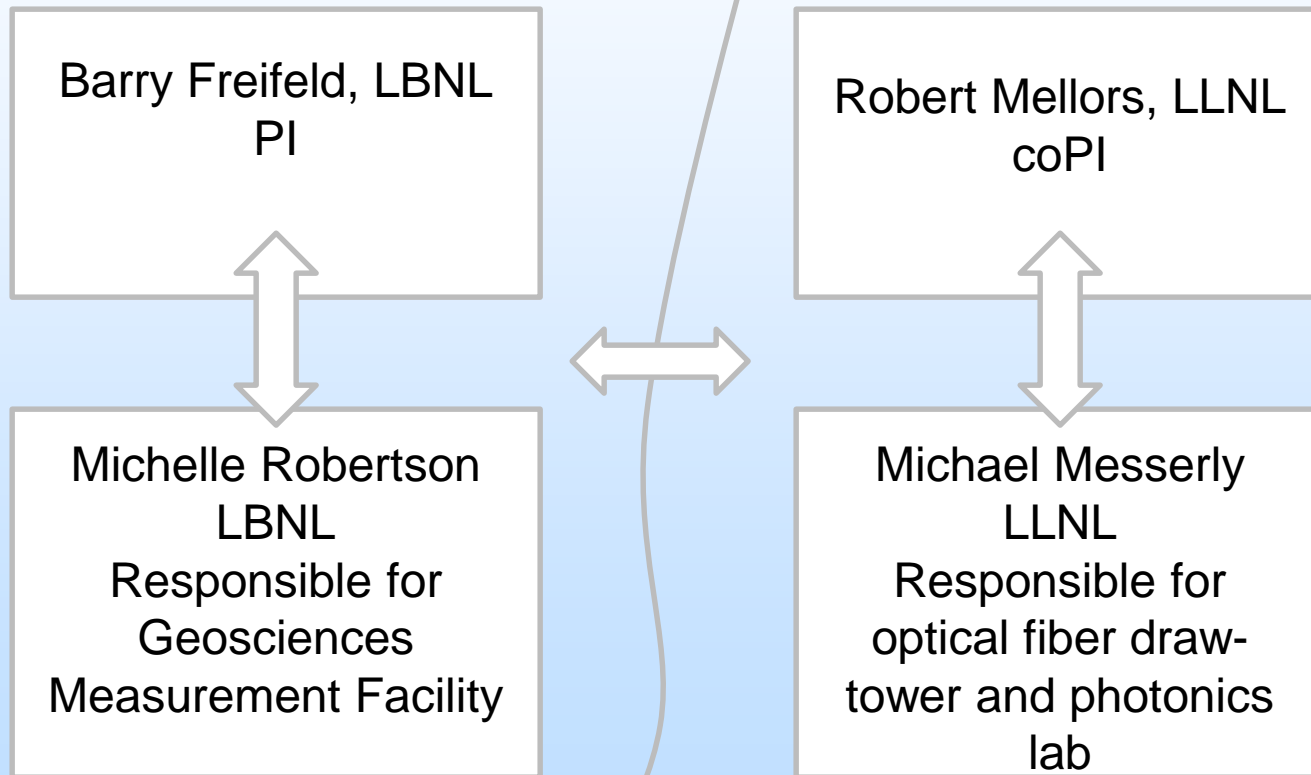 Barry Freifeld, LBNL
PI
Robert Mellors, LLNL
coPI
Michelle Robertson
LBNL
Responsible for
Geosciences
Measurement Facility
Michael Messerly
LLNL
Responsible for
optical fiber draw-
tower and photonics
lab